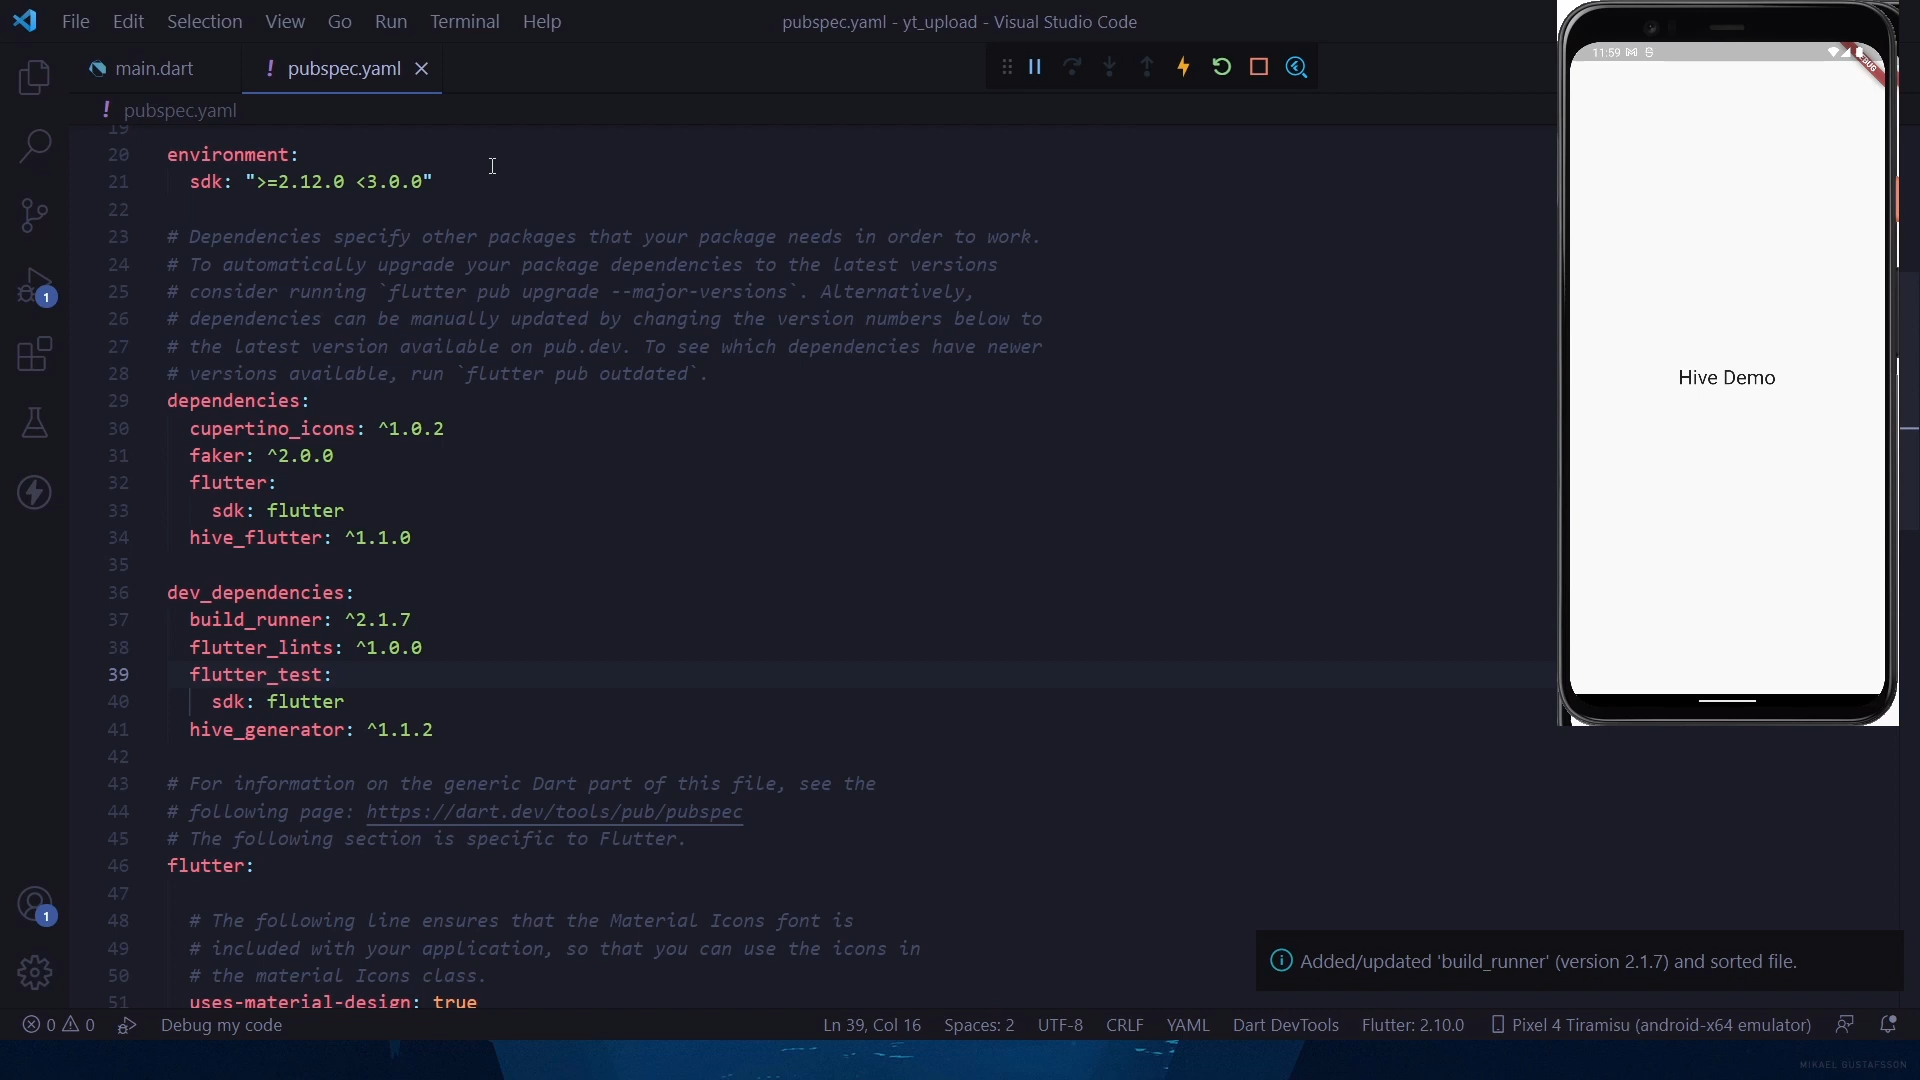 File Edit Selection View Go Run Terminal Help
pubspec.yaml - yt_upload - Visual Studio Code
main.dart
! pubspec.yaml
! pubspec.yaml
19
20 environment:
21 sdk: ">=2.12.0 <3.0.0"
22
23 # Dependencies specify other packages that your package needs in order to work.
24 # To automatically upgrade your package dependencies to the latest versions
25 # consider running `flutter pub upgrade --major-versions`. Alternatively,
26 # dependencies can be manually updated by changing the version numbers below to
27 # the latest version available on pub.dev. To see which dependencies have newer
28 # versions available, run `flutter pub outdated`.
29 dependencies:
30 cupertino_icons: ^1.0.2
31 faker: ^2.0.0
32 flutter:
33 sdk: flutter
34 hive_flutter: ^1.1.0
35
36 dev_dependencies:
37 build_runner: ^2.1.7
38 flutter_lints: ^1.0.0
39 flutter_test:
40 sdk: flutter
41 hive_generator: ^1.1.2
42
43 # For information on the generic Dart part of this file, see the
44 # following page: https://dart.dev/tools/pub/pubspec
45 # The following section is specific to Flutter.
46 flutter:
47
48 # The following line ensures that the Material Icons font is
49 # included with your application, so that you can use the icons in
50 # the material Icons class.
51 uses-material-design: true
1
1
11:59
DEBUG
Hive Demo
Added/updated 'build_runner' (version 2.1.7) and sorted file.
0 0 Debug my code
Ln 39, Col 16 Spaces: 2 UTF-8 CRLF YAML Dart DevTools Flutter: 2.10.0 Pixel 4 Tiramisu (android-x64 emulator)
MIKAEL GUSTAFSSON